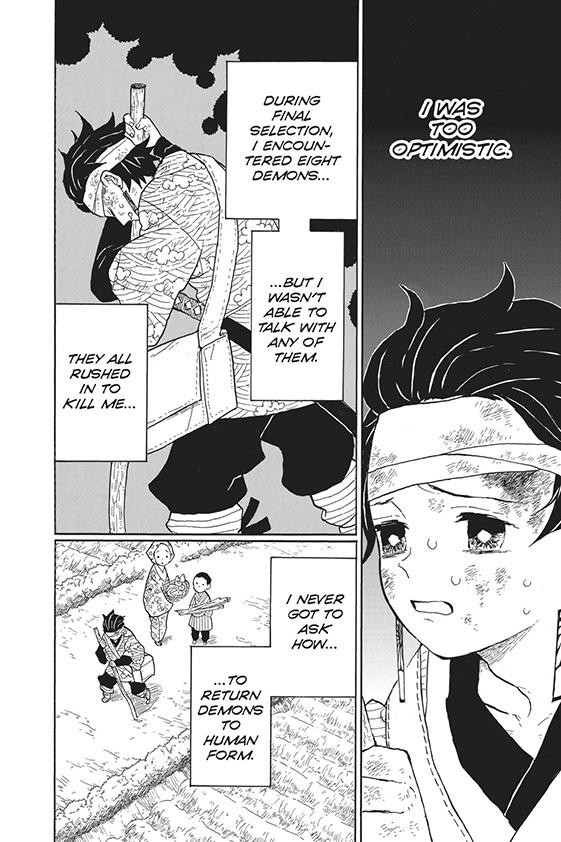 I WAS
TOO
OPTIMISTIC.
DURING
FINAL
SELECTION,
I ENCOUN-
TERED EIGHT
DEMONS...
...BUT I
WASN'T
ABLE TO
TALK WITH
ANY OF
THEM.
THEY ALL
RUSHED
IN TO
KILL ME...
I NEVER
GOT TO
ASK
HOW...
...TO
RETURN
DEMONS
TO
HUMAN
FORM.